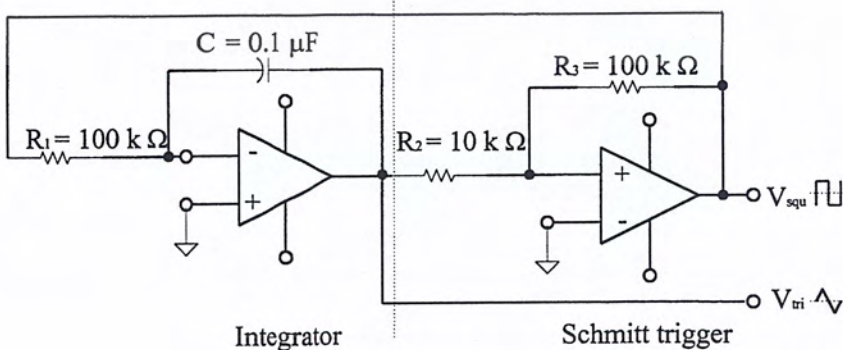 C = 0.1 μF
R₃ = 100 k Ω
R₁ = 100 k Ω
R₂ = 10 k Ω
- +
+ -
V_squ
V_tri
Integrator
Schmitt trigger